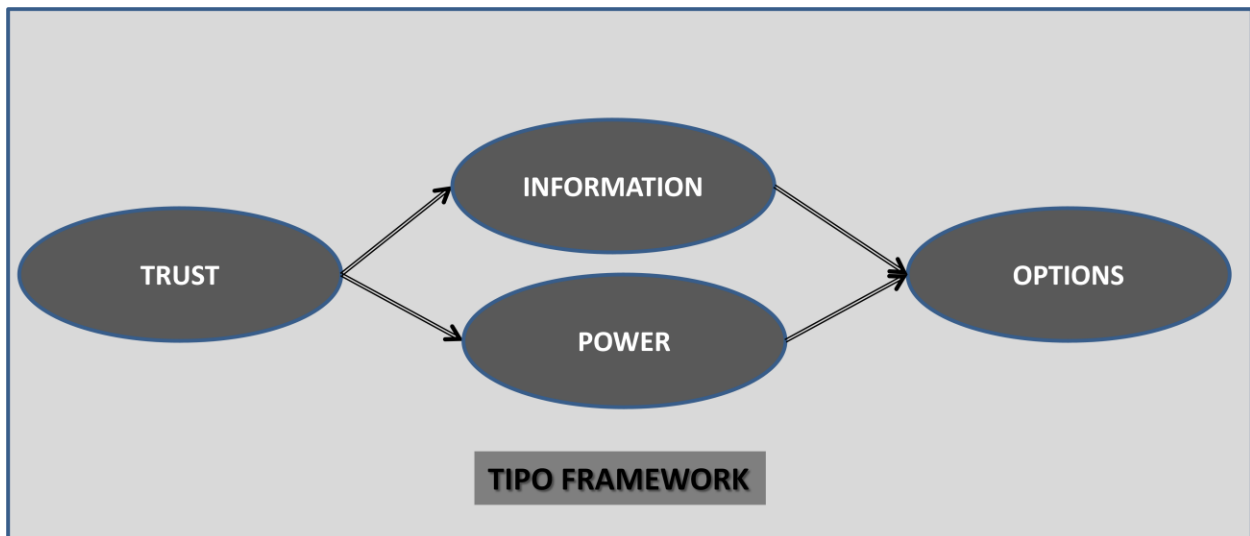 TRUST
INFORMATION
POWER
OPTIONS
TIPO FRAMEWORK